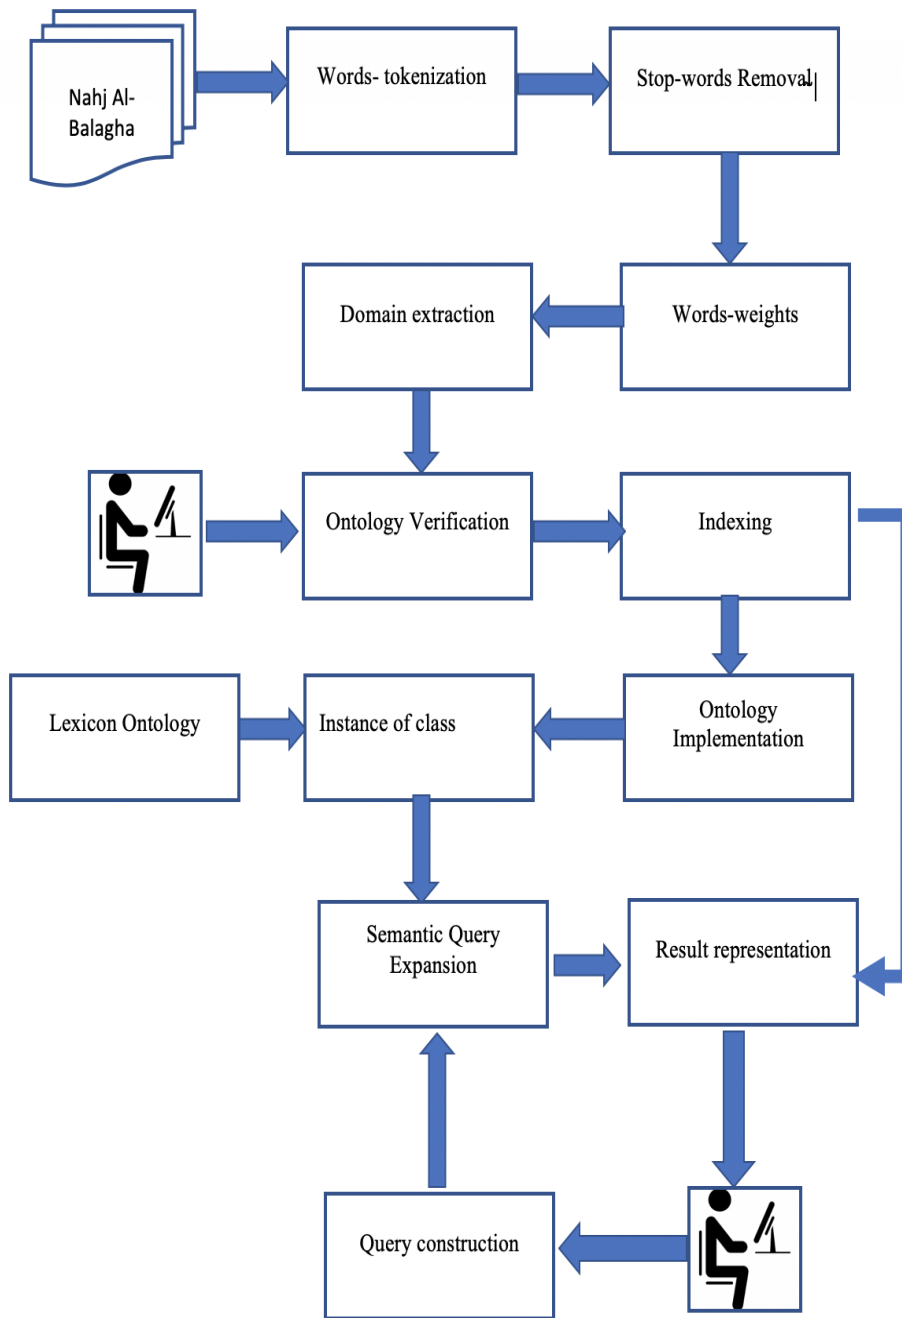 Nahj Al-
Balagha
Words- tokenization
Stop-words Removal
Domain extraction
Words-weights
Ontology Verification
Indexing
Lexicon Ontology
Instance of class
Ontology
Implementation
Semantic Query
Expansion
Result representation
Query construction